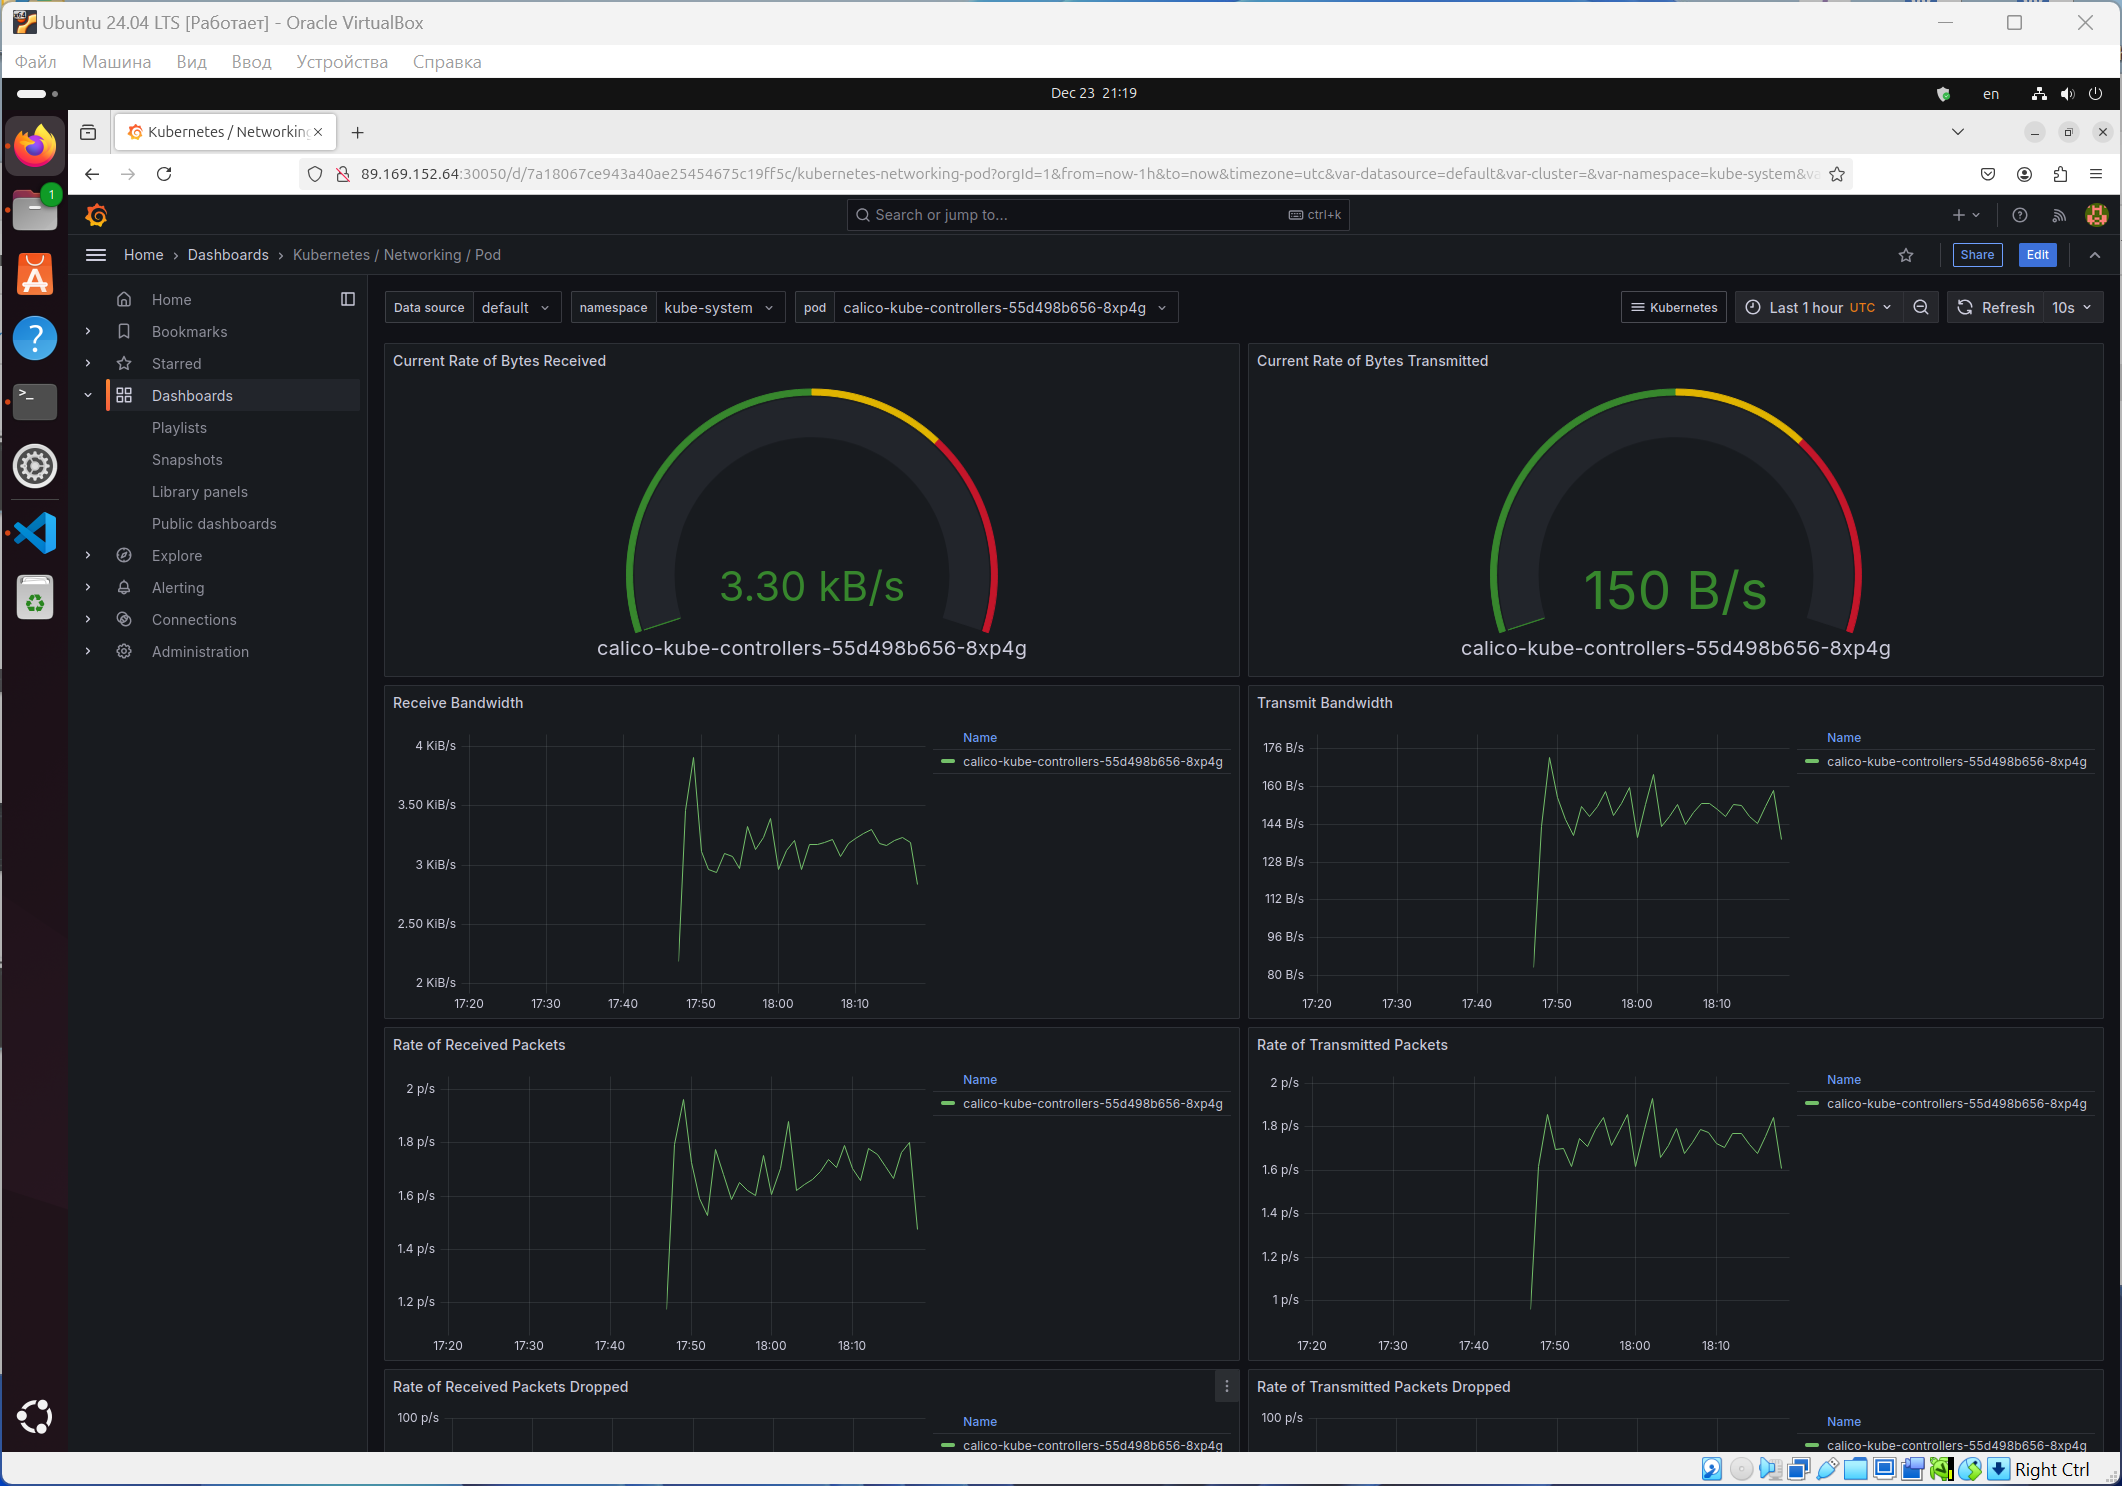 Ubuntu 24.04 LTS [Работает] - Oracle VirtualBox
Файл Машина Вид Ввод Устройства Справка
Dec 23 21:19
en
1
Kubernetes / Networking
89.169.152.64:30050/d/7a18067ce943a40ae25454675c19ff5c/kubernetes-networking-pod?orgId=1&from=now-1h&to=now&timezone=utc&var-datasource=default&var-cluster=&var-namespace=kube-system&va
Search or jump to...
ctrl+k
Home › Dashboards › Kubernetes / Networking / Pod
Share
Edit
Home
Bookmarks
Starred
Dashboards
Playlists
Snapshots
Library panels
Public dashboards
Explore
Alerting
Connections
Administration
Data source default
namespace kube-system
pod calico-kube-controllers-55d498b656-8xp4g
Kubernetes
Last 1 hour UTC
Refresh 10s
Current Rate of Bytes Received
3.30 kB/s
calico-kube-controllers-55d498b656-8xp4g
Current Rate of Bytes Transmitted
150 B/s
calico-kube-controllers-55d498b656-8xp4g
Receive Bandwidth
4 KiB/s
3.50 KiB/s
3 KiB/s
2.50 KiB/s
2 KiB/s
17:20 17:30 17:40 17:50 18:00 18:10
Name
calico-kube-controllers-55d498b656-8xp4g
Transmit Bandwidth
176 B/s
160 B/s
144 B/s
128 B/s
112 B/s
96 B/s
80 B/s
17:20 17:30 17:40 17:50 18:00 18:10
Name
calico-kube-controllers-55d498b656-8xp4g
Rate of Received Packets
2 p/s
1.8 p/s
1.6 p/s
1.4 p/s
1.2 p/s
17:20 17:30 17:40 17:50 18:00 18:10
Name
calico-kube-controllers-55d498b656-8xp4g
Rate of Transmitted Packets
2 p/s
1.8 p/s
1.6 p/s
1.4 p/s
1.2 p/s
1 p/s
17:20 17:30 17:40 17:50 18:00 18:10
Name
calico-kube-controllers-55d498b656-8xp4g
Rate of Received Packets Dropped
100 p/s
Name
calico-kube-controllers-55d498b656-8xp4g
Rate of Transmitted Packets Dropped
100 p/s
Name
calico-kube-controllers-55d498b656-8xp4g
Right Ctrl